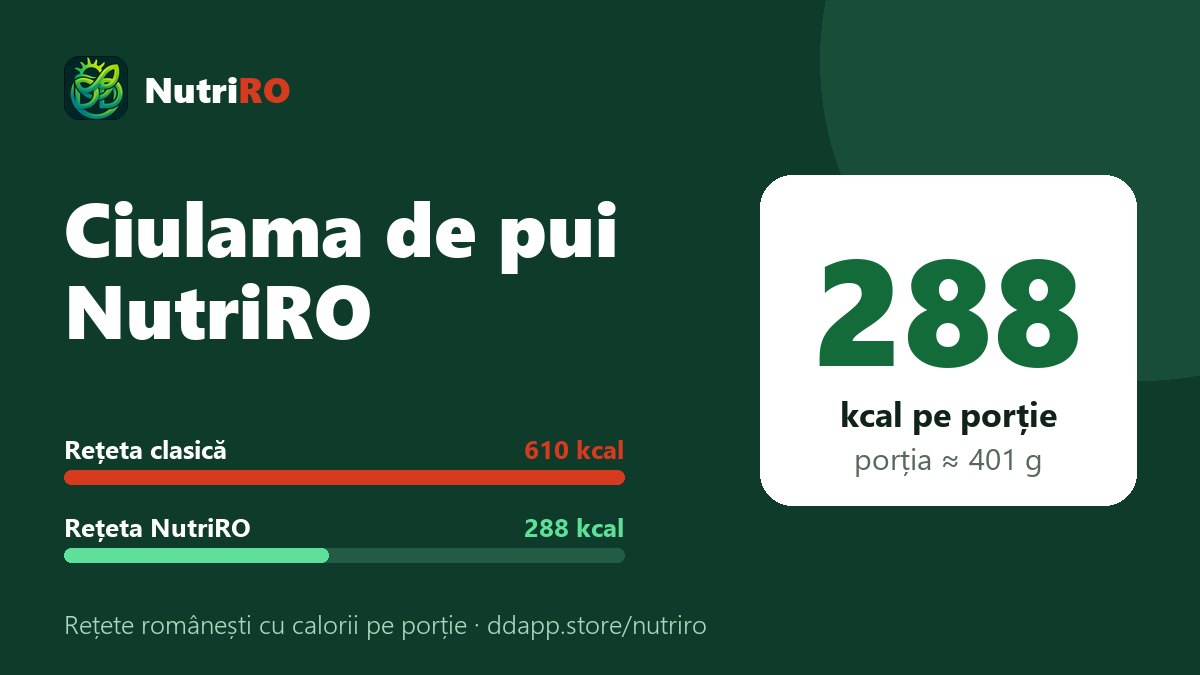 NutriRO
Ciulama de pui
NutriRO
Rețeta clasică 610 kcal
Rețeta NutriRO 288 kcal
288
kcal pe porție
porția ≈ 401 g
Rețete românești cu calorii pe porție · ddapp.store/nutriro